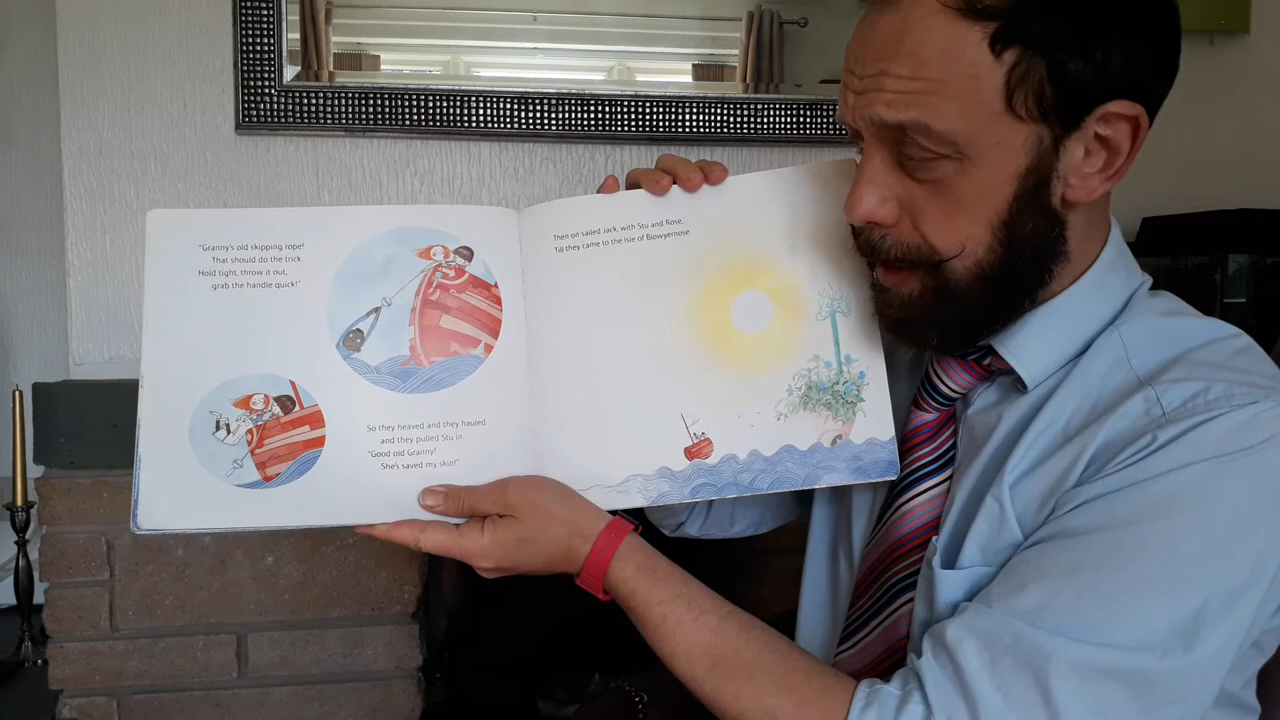 "Granny's old skipping rope!
That should do the trick.
Hold tight, throw it out,
grab the handle quick!"
So they heaved and they hauled
and they pulled Stu in.
"Good old Granny!
She's saved my skin!"
Then on sailed Jack, with Stu and Rose,
Till they came to the Isle of Blowyernose.